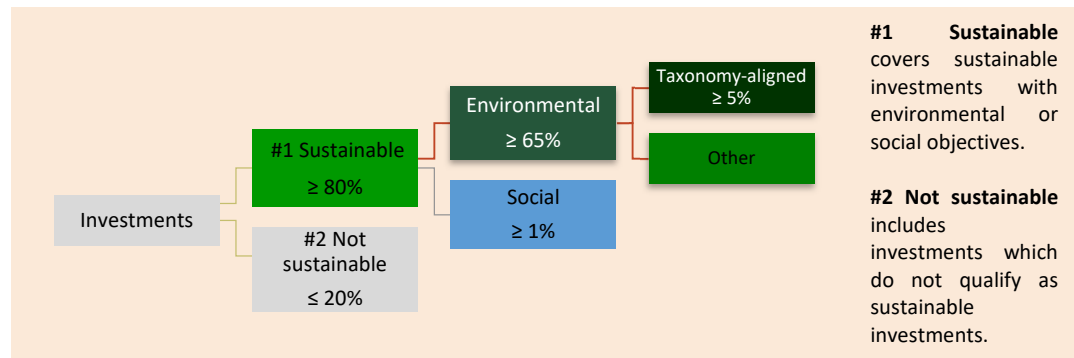 Investments
#1 Sustainable
≥ 80%
#2 Not
sustainable
≤ 20%
Environmental
≥ 65%
Social
≥ 1%
Taxonomy-aligned
≥ 5%
Other
#1 Sustainable
covers sustainable
investments with
environmental or
social objectives.
#2 Not sustainable
includes
investments which
do not qualify as
sustainable
investments.